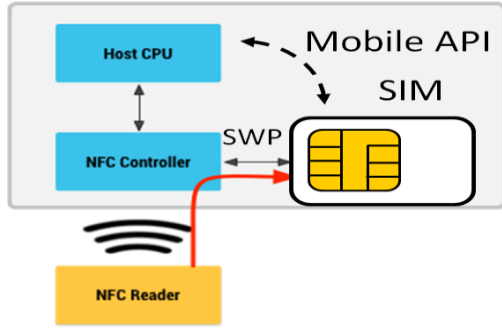 Host CPU
Mobile API
SIM
SWP
NFC Controller
NFC Reader